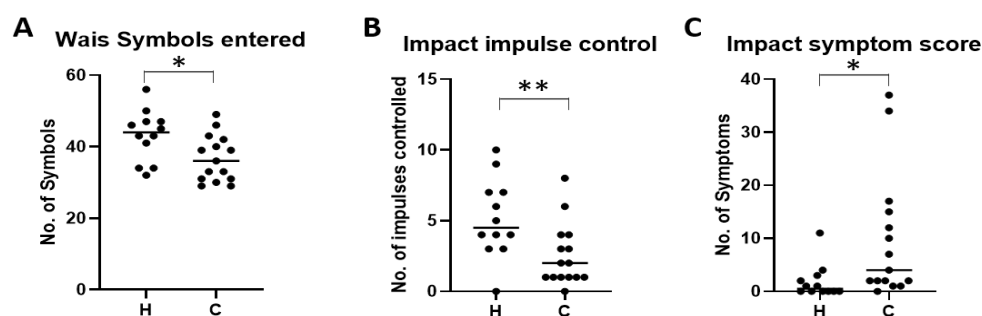 A
Wais Symbols entered
*
No. of Symbols
60
40
20
0
H C
B
Impact impulse control
**
No. of impulses controlled
15
10
5
0
H C
C
Impact symptom score
*
No. of Symptoms
40
30
20
10
0
H C